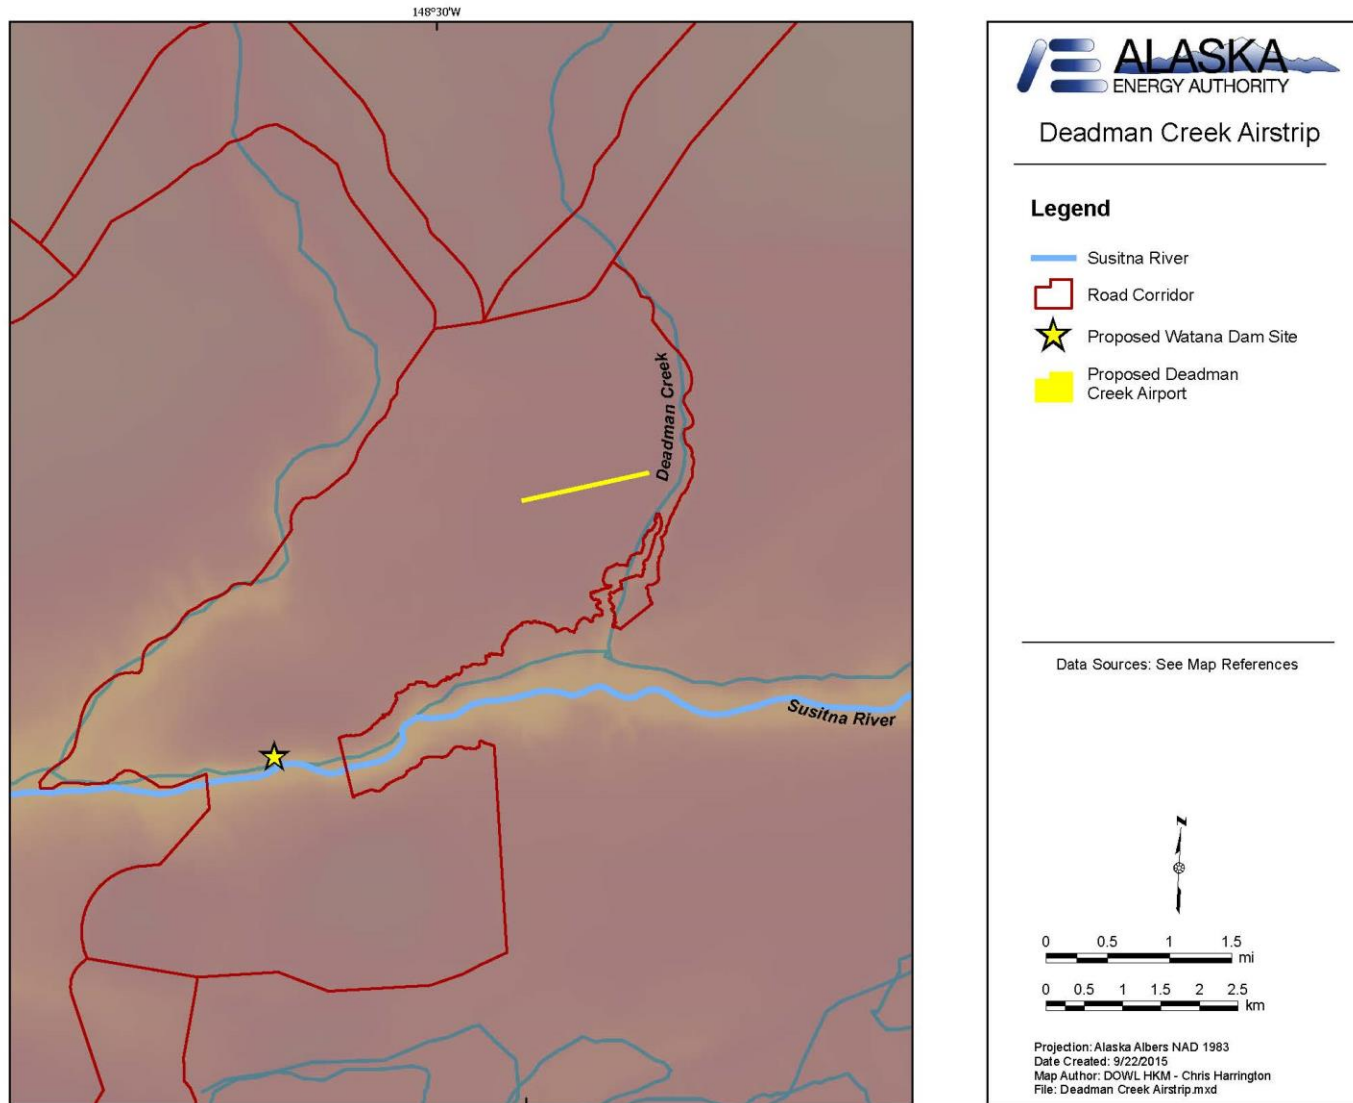 148°30'W
Deadman Creek
Susitna River
ALASKA
ENERGY AUTHORITY
Deadman Creek Airstrip
Legend
Susitna River
Road Corridor
Proposed Watana Dam Site
Proposed Deadman
Creek Airport
Data Sources: See Map References
N
0 0.5 1 1.5
mi
0 0.5 1 1.5 2 2.5
km
Projection: Alaska Albers NAD 1983
Date Created: 9/22/2015
Map Author: DOWL HKM - Chris Harrington
File: Deadman Creek Airstrip.mxd